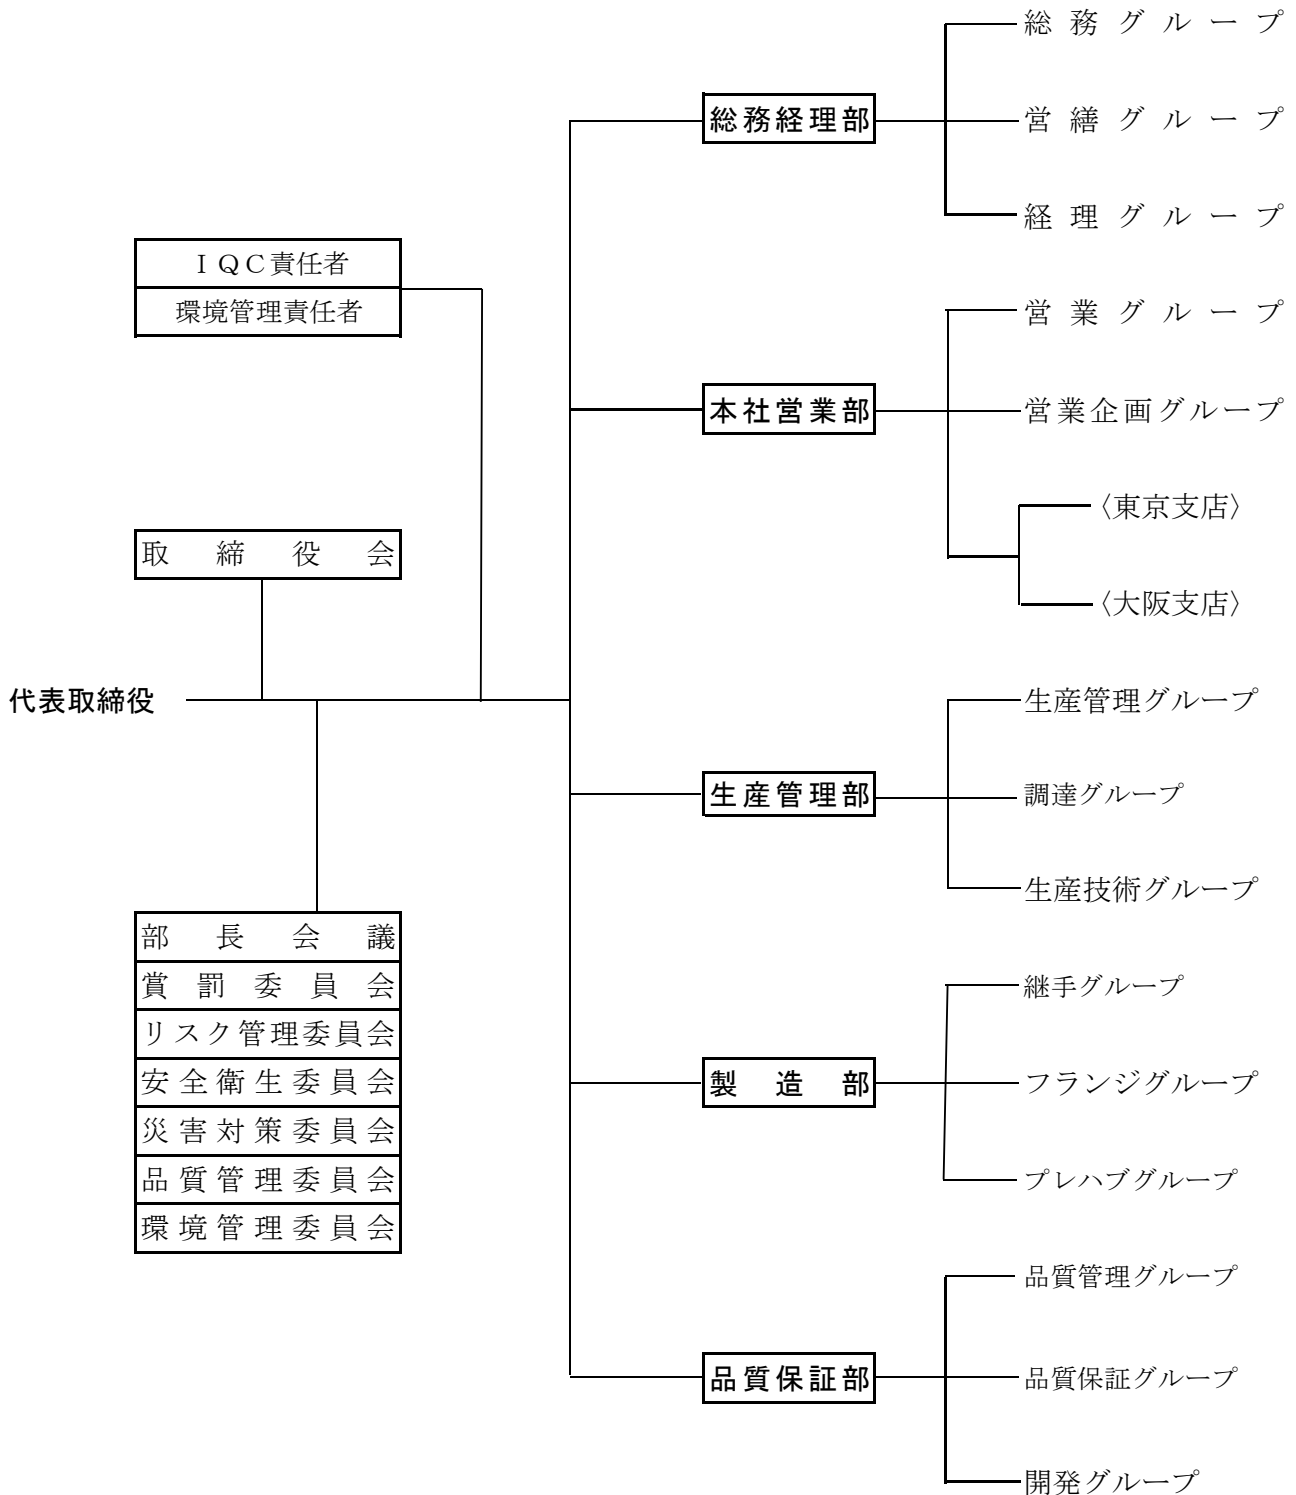 総務グループ
総務経理部
営繕グループ
経理グループ
ＩＱＣ責任者
環境管理責任者
営業グループ
本社営業部
営業企画グループ
〈東京支店〉
取締役会
〈大阪支店〉
代表取締役
生産管理グループ
生産管理部
調達グループ
生産技術グループ
部長会議
賞罰委員会
リスク管理委員会
安全衛生委員会
災害対策委員会
品質管理委員会
環境管理委員会
継手グループ
製造部
フランジグループ
プレハブグループ
品質管理グループ
品質保証部
品質保証グループ
開発グループ